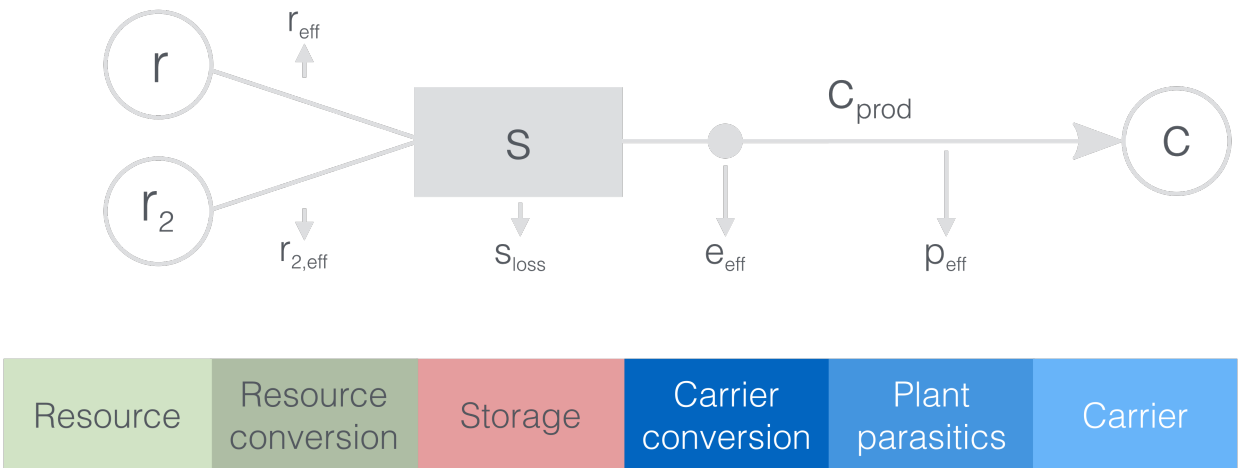 r_eff
r
C_prod
S
C
r_2
r_2,eff
s_loss
e_eff
p_eff
Resource
Resource
conversion
Storage
Carrier
conversion
Plant
parasitics
Carrier